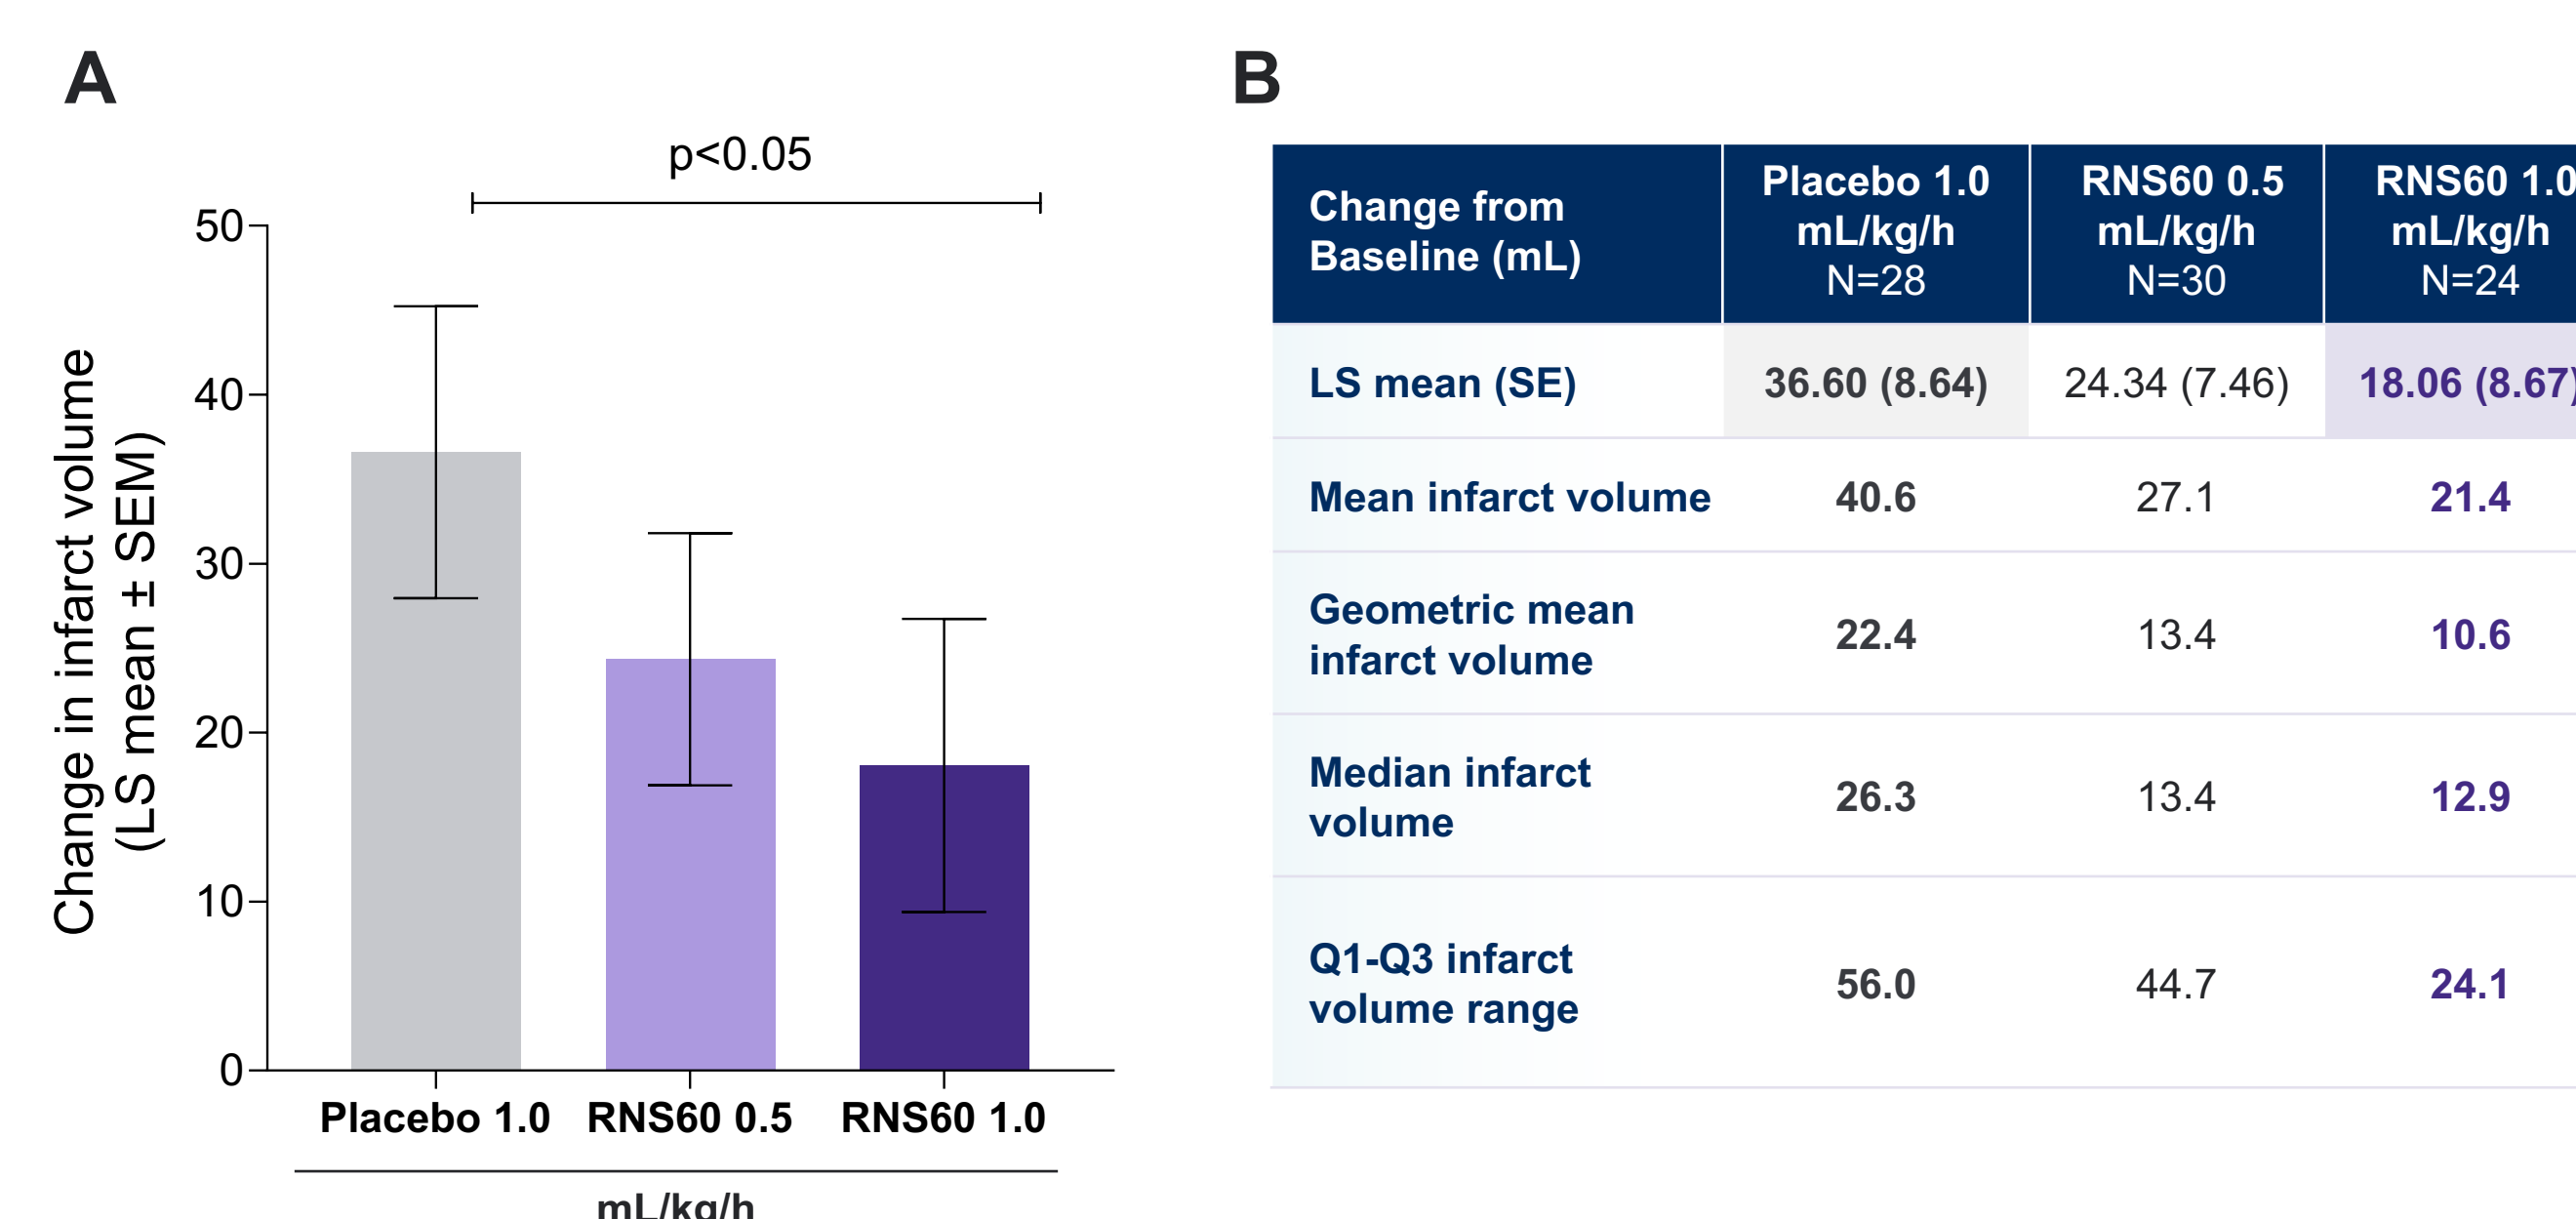 A
p<0.05
50
40
30
20
10
0
Change in infarct volume
(LS mean ± SEM)
Placebo 1.0 RNS60 0.5 RNS60 1.0
mL/kg/h
B
Change from
Baseline (mL)
Placebo 1.0
mL/kg/h
N=28
RNS60 0.5
mL/kg/h
N=30
RNS60 1.0
mL/kg/h
N=24
LS mean (SE) 36.60 (8.64) 24.34 (7.46) 18.06 (8.67)
Mean infarct volume 40.6 27.1 21.4
Geometric mean
infarct volume
22.4 13.4 10.6
Median infarct
volume
26.3 13.4 12.9
Q1-Q3 infarct
volume range
56.0 44.7 24.1